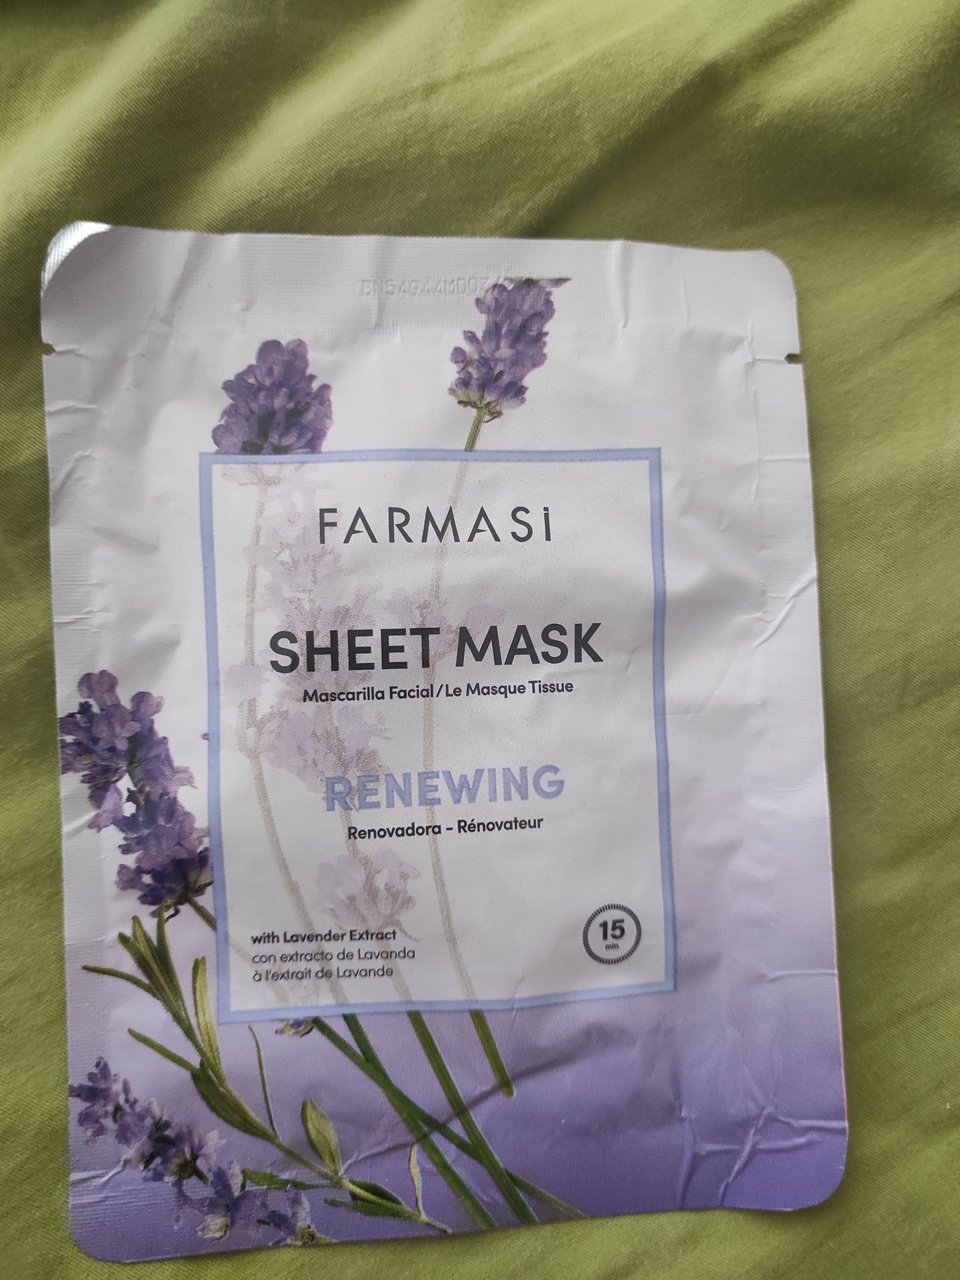 FARMASi
SHEET MASK
Mascarilla Facial/Le Masque Tissue
RENEWING
Renovadora - Rénovateur
with Lavender Extract
con extracto de Lavanda
à l'extrait de Lavande
15
min